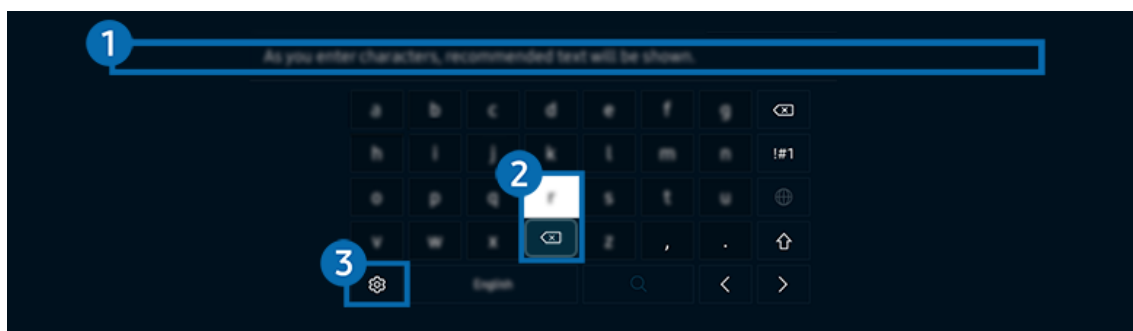 1
As you enter characters, recommended text will be shown.
a b c d e f g
h i j k l m n !#1
2
o p q r s t u
v w x z , .
3
English